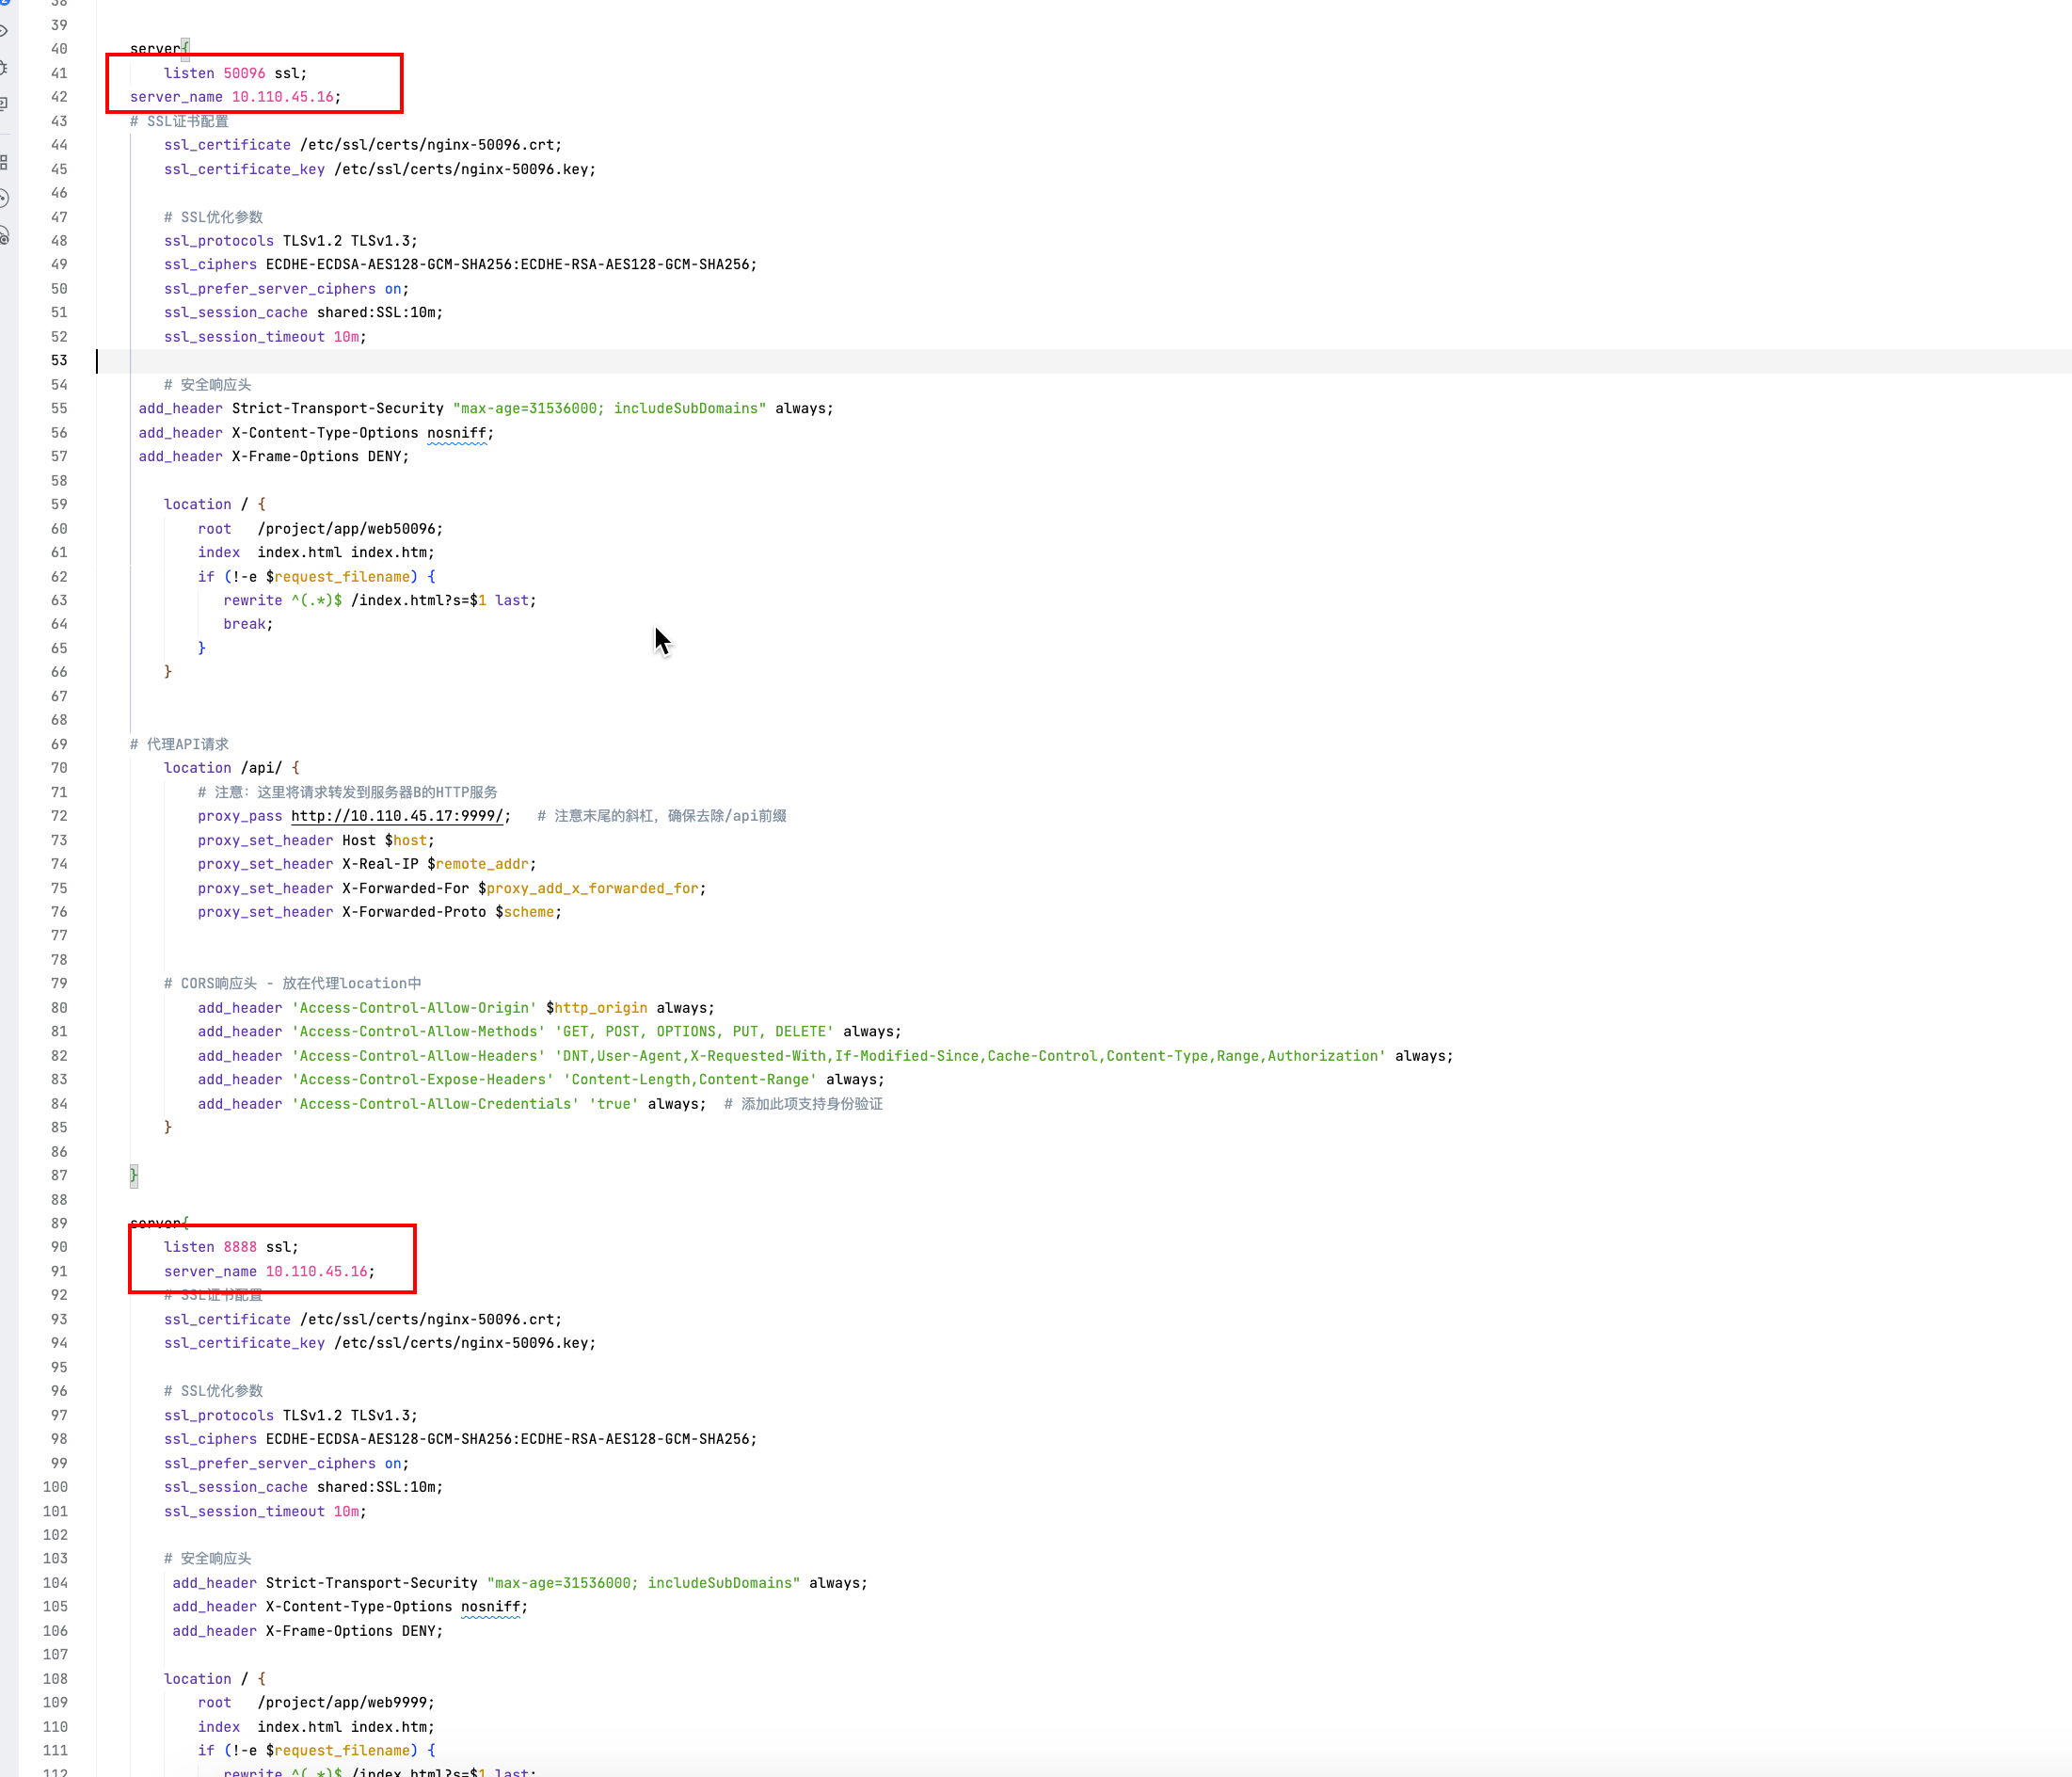 38
39
40 server{
41 listen 50096 ssl;
42 server_name 10.110.45.16;
43 # SSL证书配置
44 ssl_certificate /etc/ssl/certs/nginx-50096.crt;
45 ssl_certificate_key /etc/ssl/certs/nginx-50096.key;
46
47 # SSL优化参数
48 ssl_protocols TLSv1.2 TLSv1.3;
49 ssl_ciphers ECDHE-ECDSA-AES128-GCM-SHA256:ECDHE-RSA-AES128-GCM-SHA256;
50 ssl_prefer_server_ciphers on;
51 ssl_session_cache shared:SSL:10m;
52 ssl_session_timeout 10m;
53
54 # 安全响应头
55 add_header Strict-Transport-Security "max-age=31536000; includeSubDomains" always;
56 add_header X-Content-Type-Options nosniff;
57 add_header X-Frame-Options DENY;
58
59 location / {
60 root /project/app/web50096;
61 index index.html index.htm;
62 if (!-e $request_filename) {
63 rewrite ^(.*)$ /index.html?s=$1 last;
64 break;
65 }
66 }
67
68
69 # 代理API请求
70 location /api/ {
71 # 注意：这里将请求转发到服务器B的HTTP服务
72 proxy_pass http://10.110.45.17:9999/; # 注意末尾的斜杠，确保去除/api前缀
73 proxy_set_header Host $host;
74 proxy_set_header X-Real-IP $remote_addr;
75 proxy_set_header X-Forwarded-For $proxy_add_x_forwarded_for;
76 proxy_set_header X-Forwarded-Proto $scheme;
77
78
79 # CORS响应头 - 放在代理location中
80 add_header 'Access-Control-Allow-Origin' $http_origin always;
81 add_header 'Access-Control-Allow-Methods' 'GET, POST, OPTIONS, PUT, DELETE' always;
82 add_header 'Access-Control-Allow-Headers' 'DNT,User-Agent,X-Requested-With,If-Modified-Since,Cache-Control,Content-Type,Range,Authorization' always;
83 add_header 'Access-Control-Expose-Headers' 'Content-Length,Content-Range' always;
84 add_header 'Access-Control-Allow-Credentials' 'true' always; # 添加此项支持身份验证
85 }
86
87 }
88
89 server{
90 listen 8888 ssl;
91 server_name 10.110.45.16;
92 # SSL证书配置
93 ssl_certificate /etc/ssl/certs/nginx-50096.crt;
94 ssl_certificate_key /etc/ssl/certs/nginx-50096.key;
95
96 # SSL优化参数
97 ssl_protocols TLSv1.2 TLSv1.3;
98 ssl_ciphers ECDHE-ECDSA-AES128-GCM-SHA256:ECDHE-RSA-AES128-GCM-SHA256;
99 ssl_prefer_server_ciphers on;
100 ssl_session_cache shared:SSL:10m;
101 ssl_session_timeout 10m;
102
103 # 安全响应头
104 add_header Strict-Transport-Security "max-age=31536000; includeSubDomains" always;
105 add_header X-Content-Type-Options nosniff;
106 add_header X-Frame-Options DENY;
107
108 location / {
109 root /project/app/web9999;
110 index index.html index.htm;
111 if (!-e $request_filename) {
112 rewrite ^(.*)$ /index.html?s=$1 last;